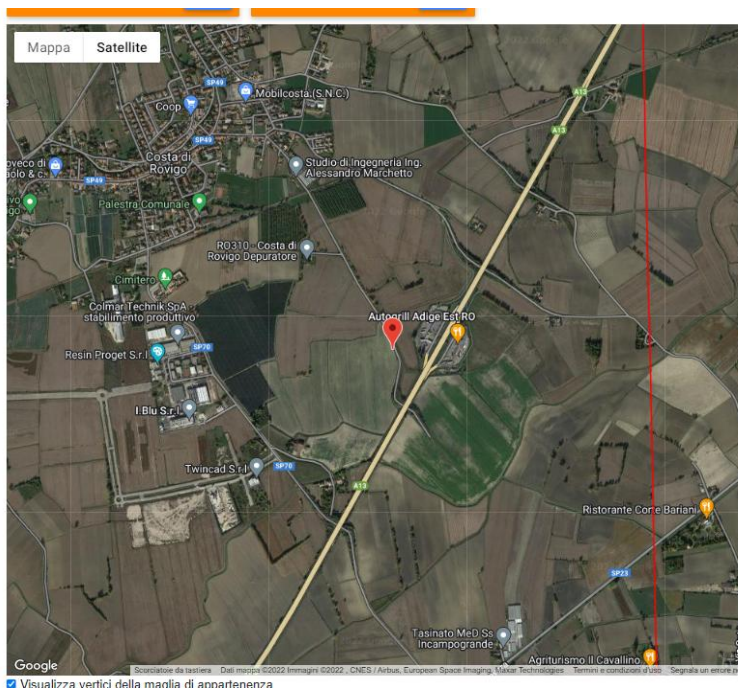 Mappa
Satellite
SP49
Mobilcosta (S.N.C.)
A13
Coop
A13
SP49
Costa di
Rovigo
Studio di Ingegneria Ing.
Alessandro Marchetto
SP49
Palestra Comunale
RO310 - Costa di
Rovigo Depuratore
Cimitero
Colmar Technik SpA -
stabilimento produttivo
Autogrill Adige Est RO
SP70
Resin Proget S.r.l.
I.Blu S.r.l.
Twincad S.r.l.
SP70
A13
Ristorante Corte Bariani
SP23
Tasinato MeD Ss
Incampogrande
Agriturismo Il Cavallino
Google
Scorciatoie da tastiera Dati mappa ©2022 Immagini ©2022 , CNES / Airbus, European Space Imaging, Maxar Technologies Termini e condizioni d'uso Segnala un errore
Visualizza vertici della maglia di appartenenza